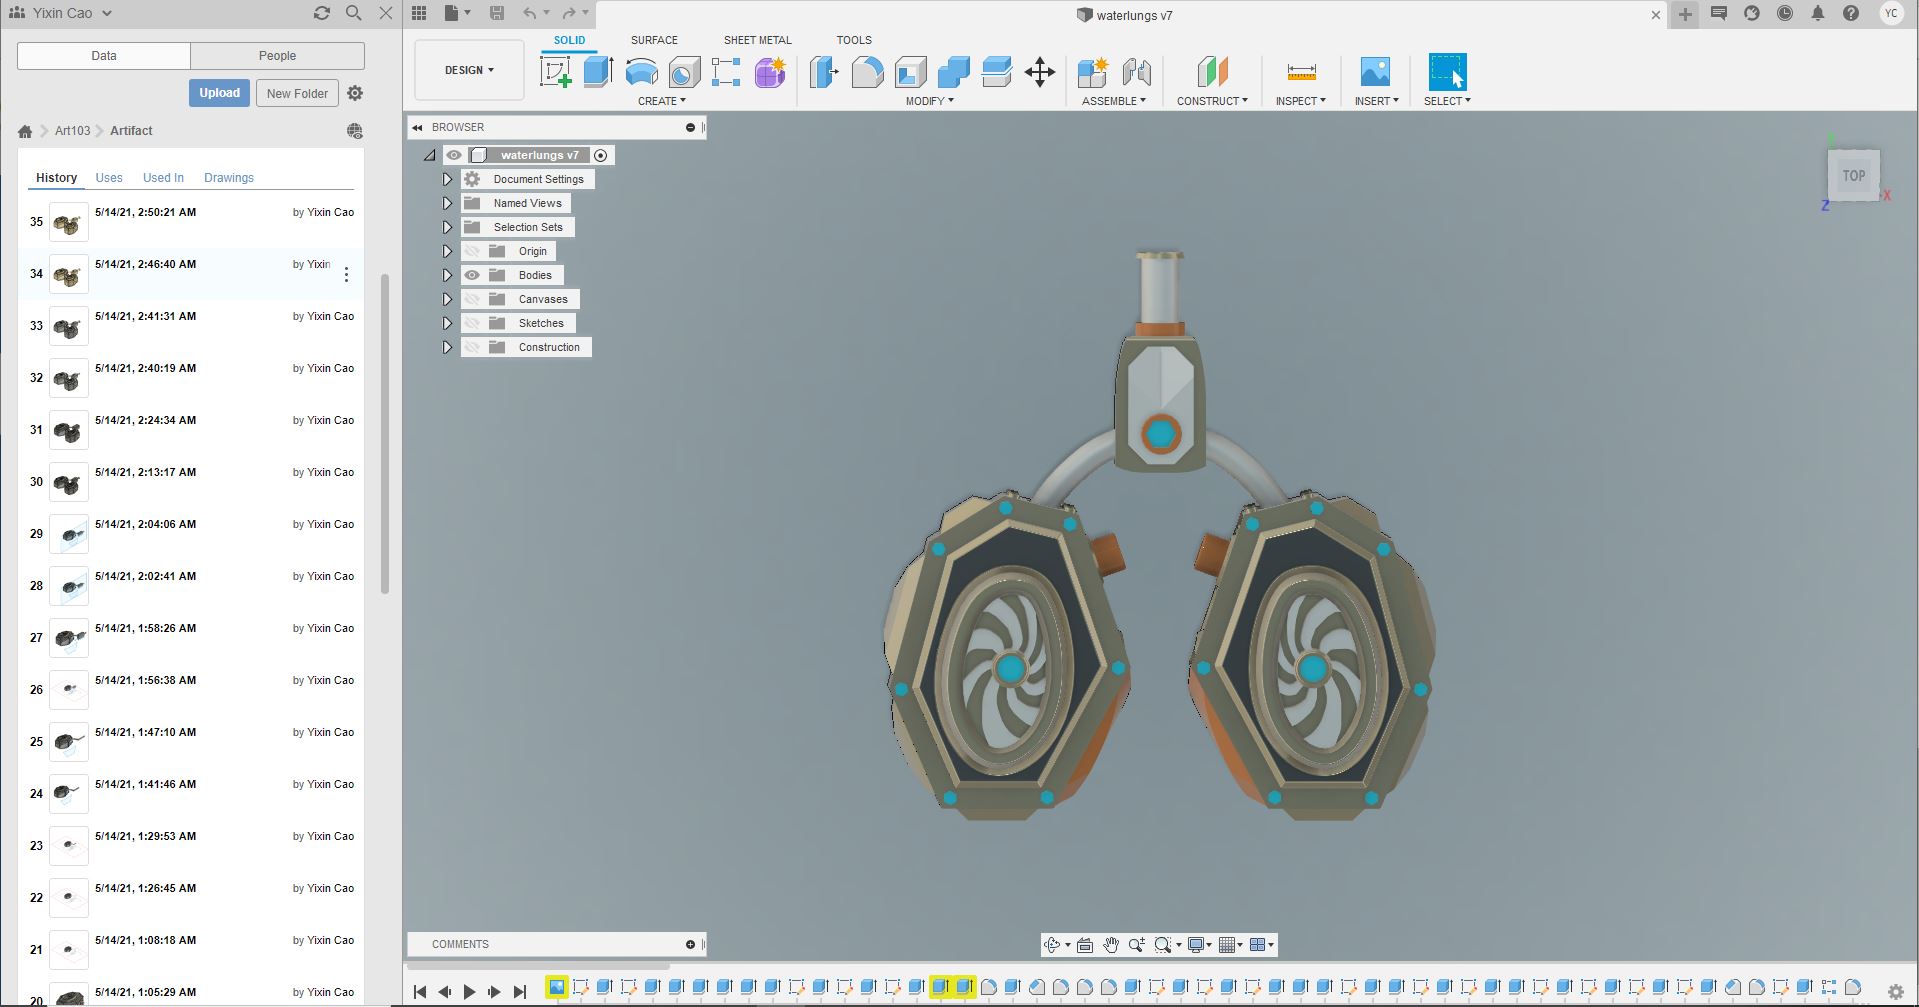 Yixin Cao
waterlungs v7
YC
Data
People
Upload
New Folder
Art103
Artifact
History
Uses
Used In
Drawings
35
5/14/21, 2:50:21 AM
by Yixin Cao
34
5/14/21, 2:46:40 AM
by Yixin
33
5/14/21, 2:41:31 AM
by Yixin Cao
32
5/14/21, 2:40:19 AM
by Yixin Cao
31
5/14/21, 2:24:34 AM
by Yixin Cao
30
5/14/21, 2:13:17 AM
by Yixin Cao
29
5/14/21, 2:04:06 AM
by Yixin Cao
28
5/14/21, 2:02:41 AM
by Yixin Cao
27
5/14/21, 1:58:26 AM
by Yixin Cao
26
5/14/21, 1:56:38 AM
by Yixin Cao
25
5/14/21, 1:47:10 AM
by Yixin Cao
24
5/14/21, 1:41:46 AM
by Yixin Cao
23
5/14/21, 1:29:53 AM
by Yixin Cao
22
5/14/21, 1:26:45 AM
by Yixin Cao
21
5/14/21, 1:08:18 AM
by Yixin Cao
20
5/14/21, 1:05:29 AM
by Yixin Cao
DESIGN
SOLID
SURFACE
SHEET METAL
TOOLS
CREATE
MODIFY
ASSEMBLE
CONSTRUCT
INSPECT
INSERT
SELECT
BROWSER
waterlungs v7
Document Settings
Named Views
Selection Sets
Origin
Bodies
Canvases
Sketches
Construction
TOP
X
Z
COMMENTS